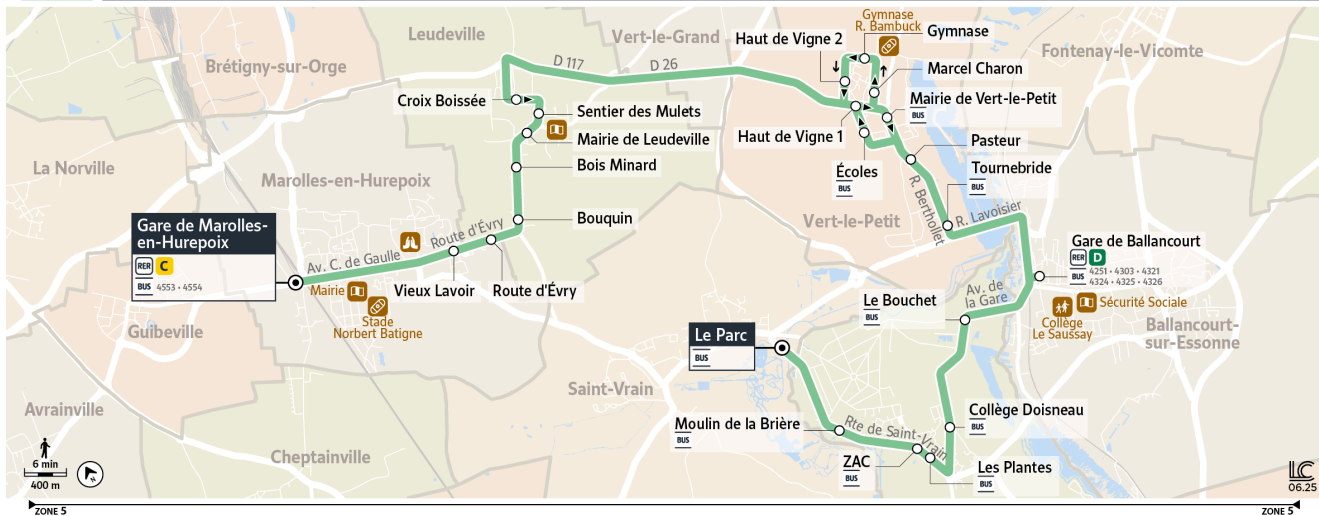 Leudeville
Vert-le-Grand
Gymnase
R. Bambuck
Gymnase
Haut de Vigne 2
Fontenay-le-Vicomte
Brétigny-sur-Orge
D 117
D 26
Marcel Charon
Croix Boissée
Mairie de Vert-le-Petit
BUS
Sentier des Mulets
Haut de Vigne 1
Mairie de Leudeville
Pasteur
La Norville
Bois Minard
Écoles
BUS
Tournebride
BUS
Marolles-en-Hurepoix
R. Berthollet
R. Lavoisier
Vert-le-Petit
Bouquin
Gare de Marolles-
en-Hurepoix
RER C
BUS 4553 • 4554
Route d'Évry
Av. C. de Gaulle
Gare de Ballancourt
RER D
BUS 4251 • 4303 • 4321
4324 • 4325 • 4326
Mairie
Vieux Lavoir
Route d'Évry
Stade
Norbert Batigne
Av. de
la Gare
Le Bouchet
BUS
Sécurité Sociale
Collège
Le Saussay
Ballancourt-
sur-Essonne
Guibeville
Le Parc
BUS
Saint-Vrain
Avrainville
Collège Doisneau
BUS
Moulin de la Brière
BUS
Rte de Saint-Vrain
Cheptainville
ZAC
BUS
Les Plantes
BUS
6 min
400 m
N
LC
06.25
ZONE 5
ZONE 5